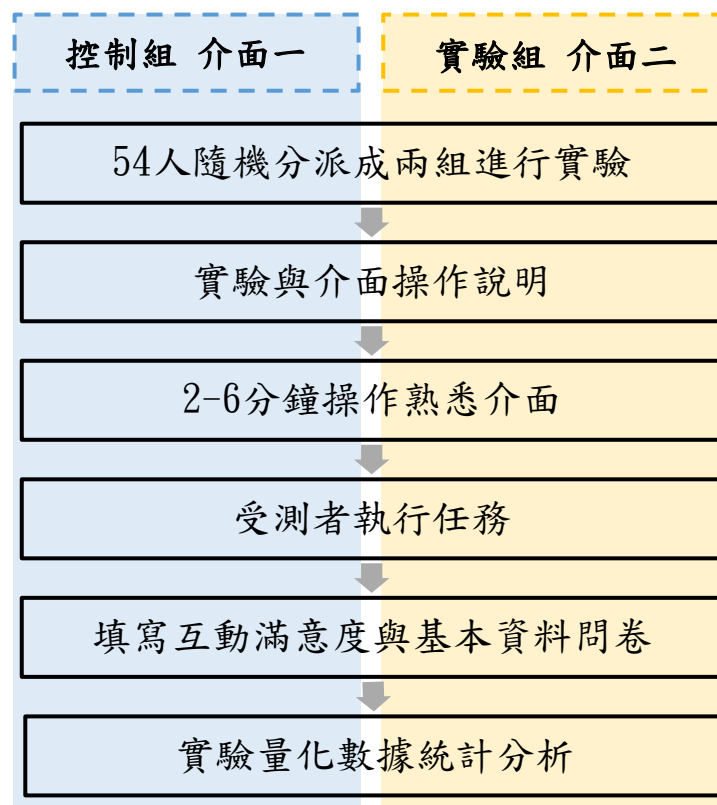 控制組 介面一
實驗組 介面二
54人隨機分派成兩組進行實驗
實驗與介面操作說明
2-6分鐘操作熟悉介面
受測者執行任務
填寫互動滿意度與基本資料問卷
實驗量化數據統計分析